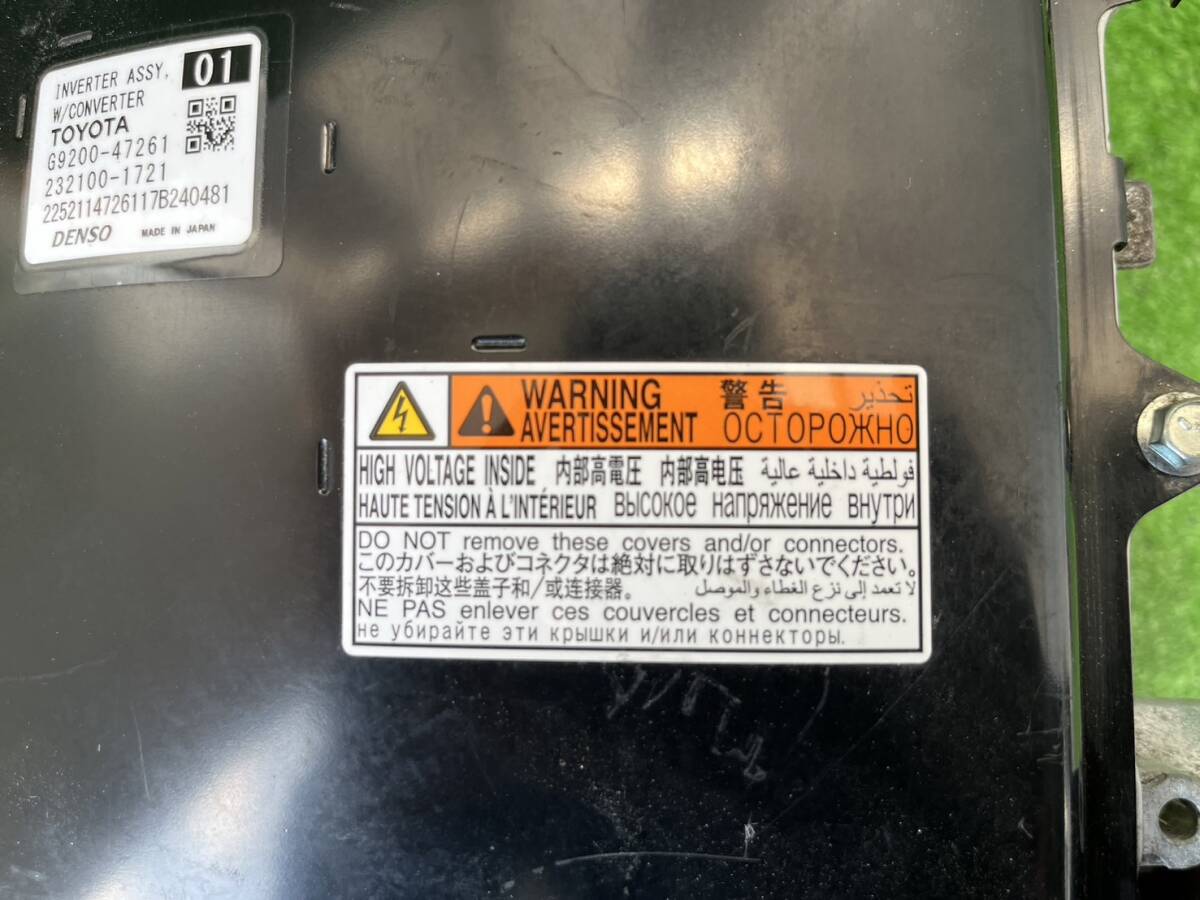 INVERTER ASSY, 01
W/CONVERTER
TOYOTA
G9200-47261
232100-1721
2252114726117B240481
DENSO MADE IN JAPAN
WARNING 警告 تحذير
AVERTISSEMENT ОСТОРОЖНО
HIGH VOLTAGE INSIDE 内部高電圧 内部高电压 فولطية داخلية عالية
HAUTE TENSION À L'INTÉRIEUR высокое напряжение внутри
DO NOT remove these covers and/or connectors.
このカバーおよびコネクタは絶対に取りはずさないでください。
不要拆卸这些盖子和/或连接器。 لا تعمد إلى نزع الغطاء والموصل
NE PAS enlever ces couvercles et connecteurs.
не убирайте эти крышки и/или коннекторы.